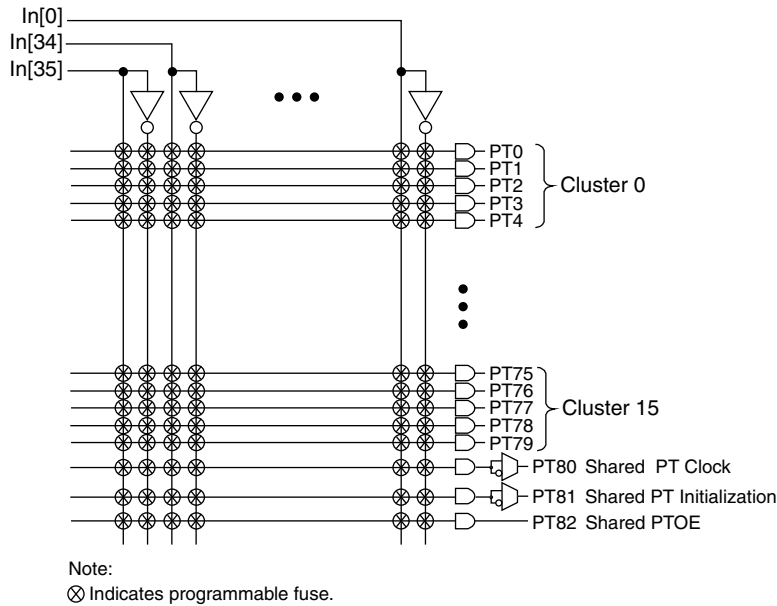 In[0]
In[34]
In[35]
PT0
PT1
PT2
PT3
PT4
Cluster 0
PT75
PT76
PT77
PT78
PT79
Cluster 15
PT80 Shared PT Clock
PT81 Shared PT Initialization
PT82 Shared PTOE
Note:
Indicates programmable fuse.